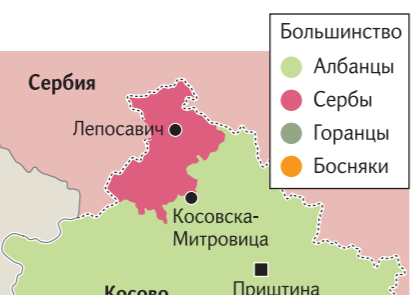 Большинство
Албанцы
Сербы
Горанцы
Босняки
Сербия
Лепосавич
Косовска-
Митровица
Приштина
Косово